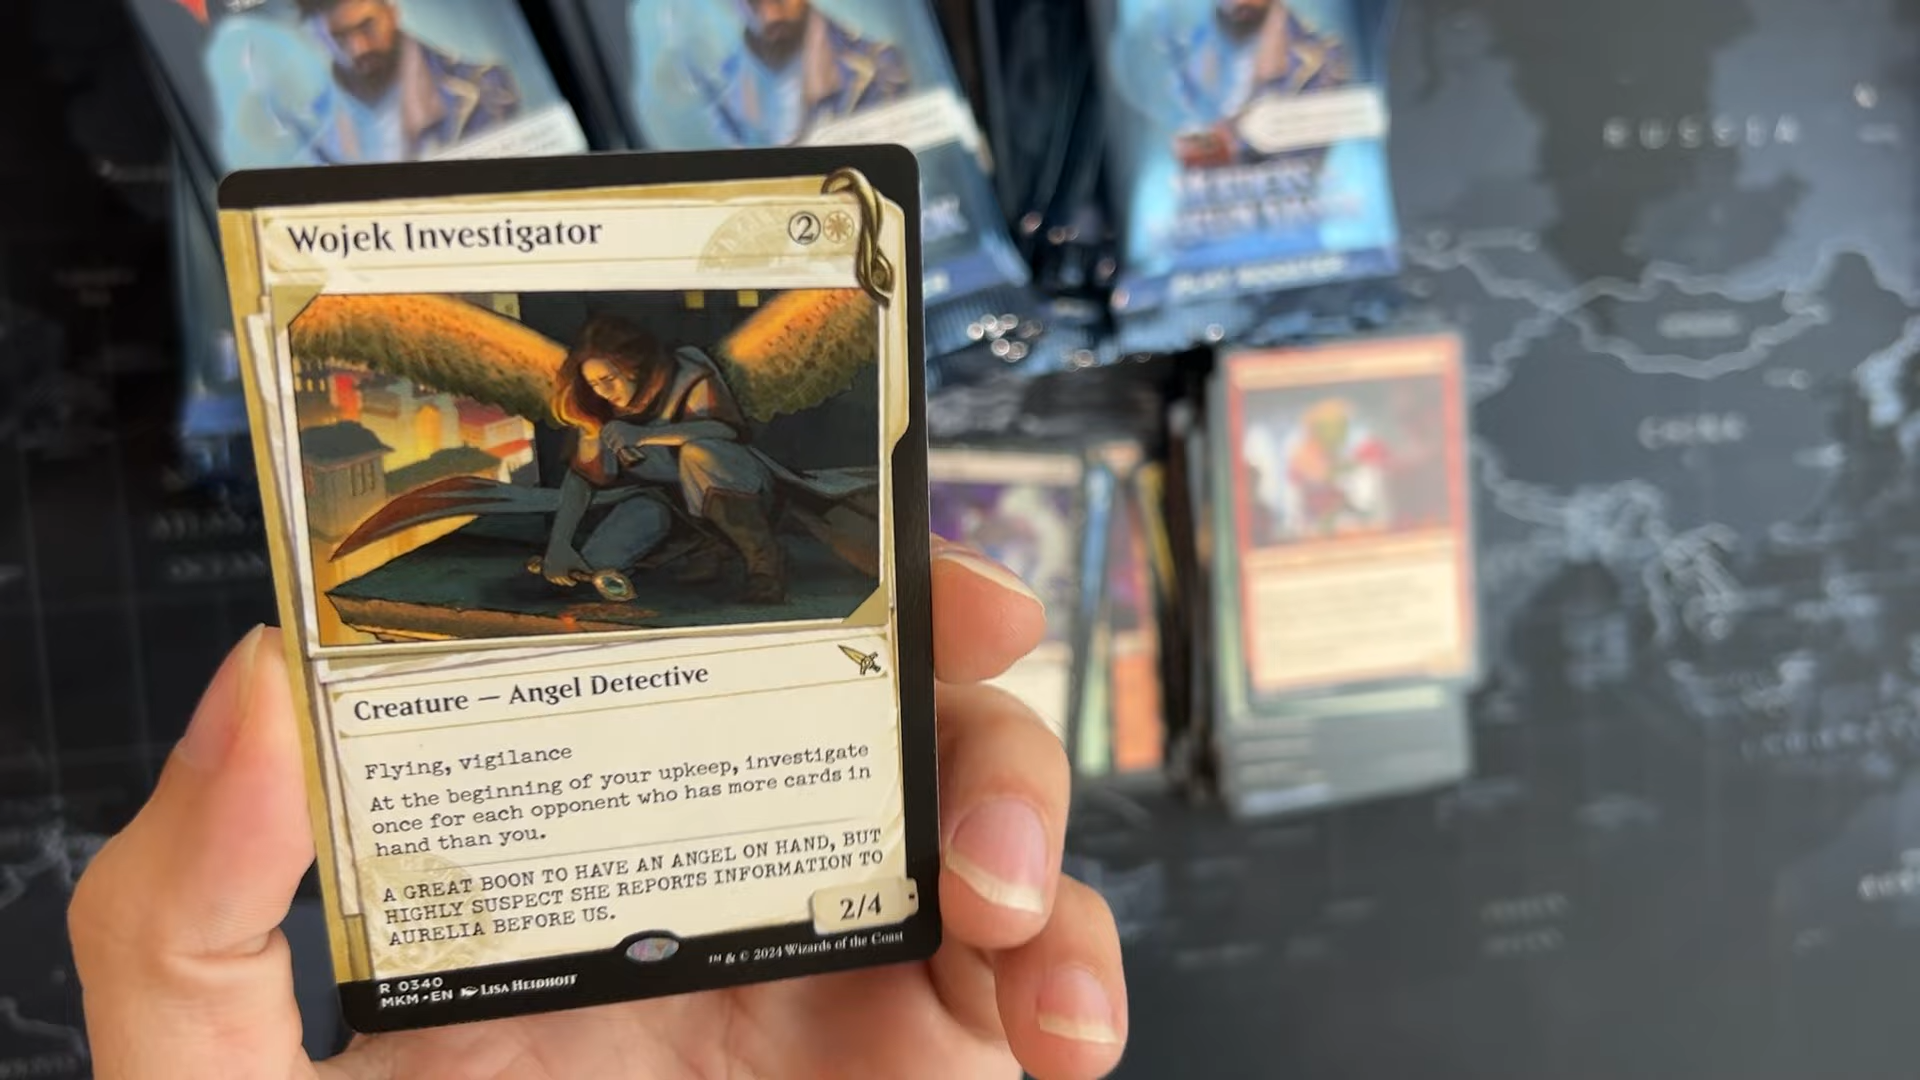 Wojek Investigator
2
Creature — Angel Detective
Flying, vigilance
At the beginning of your upkeep, investigate
once for each opponent who has more cards in
hand than you.
A GREAT BOON TO HAVE AN ANGEL ON HAND, BUT
HIGHLY SUSPECT SHE REPORTS INFORMATION TO
AURELIA BEFORE US.
2/4
R 0340
MKM • EN LISA HEIDHOFF
™ & © 2024 Wizards of the Coast
PLAY BOOSTER
RUSSIA
CHINA